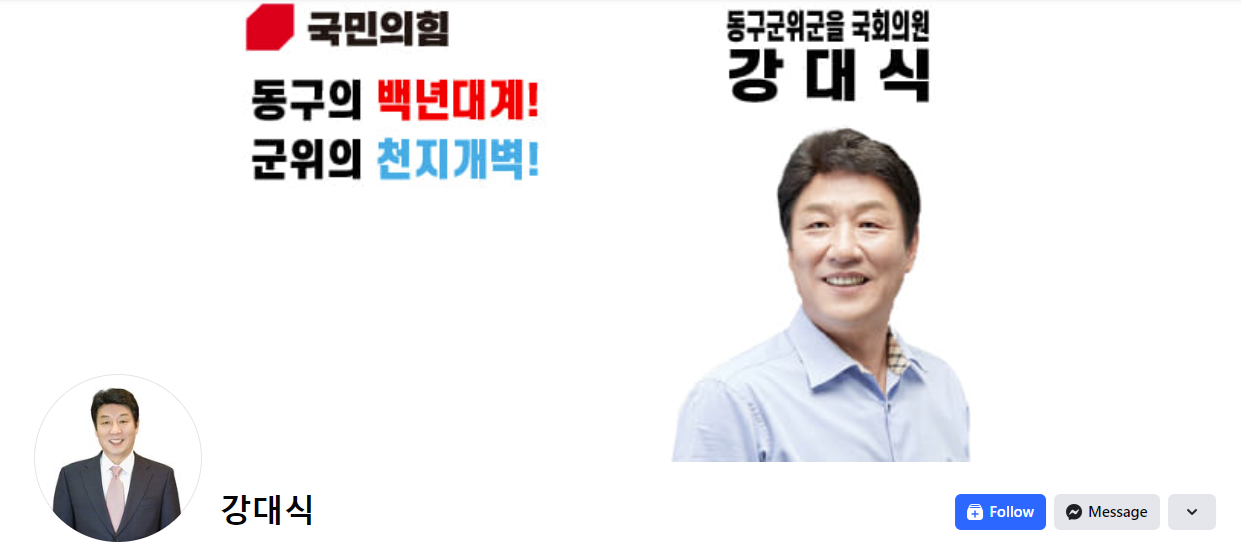 국민의힘
동구의 백년대계!
군위의 천지개벽!
동구군위군을 국회의원
강대식
강대식
Follow
Message